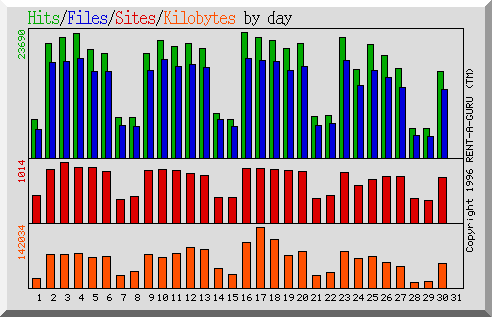 Hits/Files/Sites/Kilobytes by day
23690
1014
142034
Copyright 1996 RENT-A-GURU (TM)
1 2 3 4 5 6 7 8 9 10 11 12 13 14 15 16 17 18 19 20 21 22 23 24 25 26 27 28 29 30 31